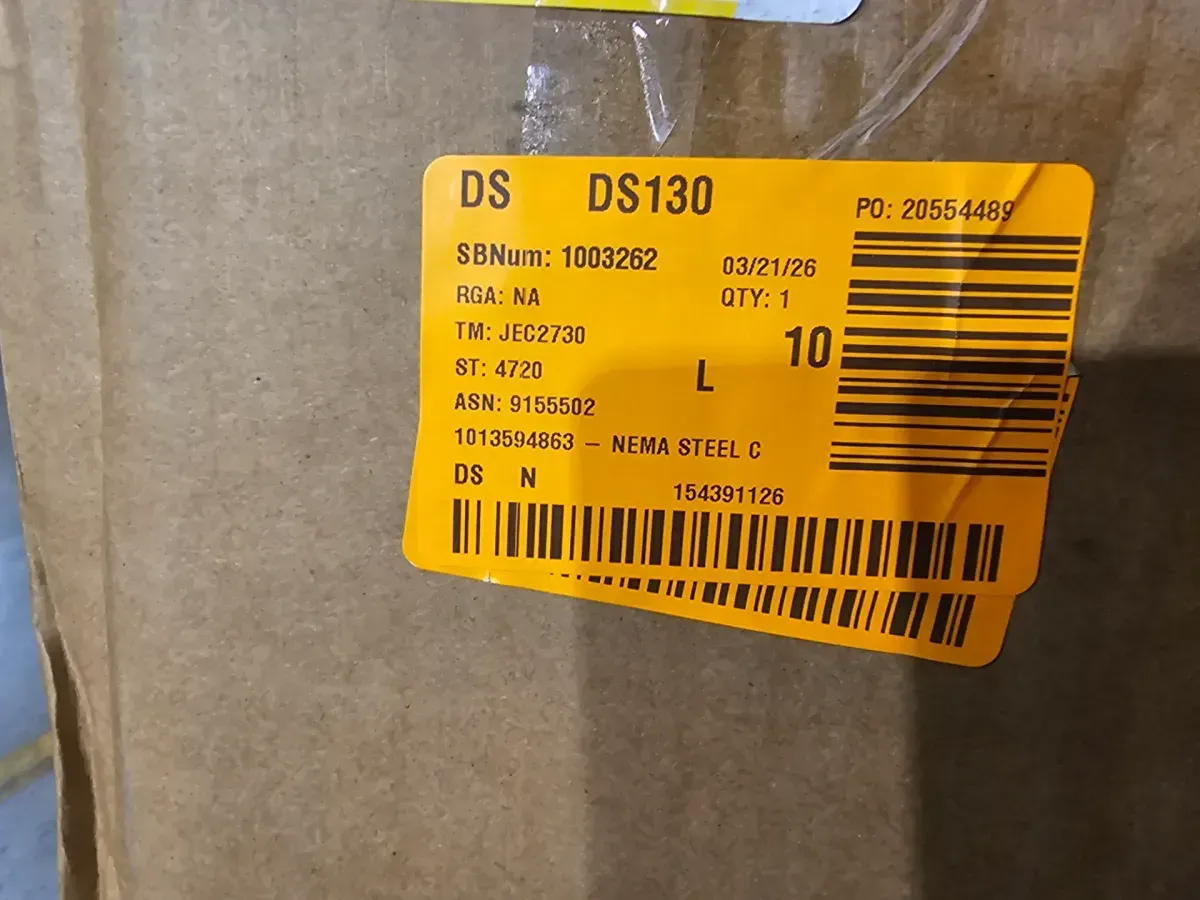 DS DS130
PO: 20554489
SBNum: 1003262
03/21/26
RGA: NA
QTY: 1
TM: JEC2730
10
ST: 4720
L
ASN: 9155502
1013594863 – NEMA STEEL C
DS N
154391126